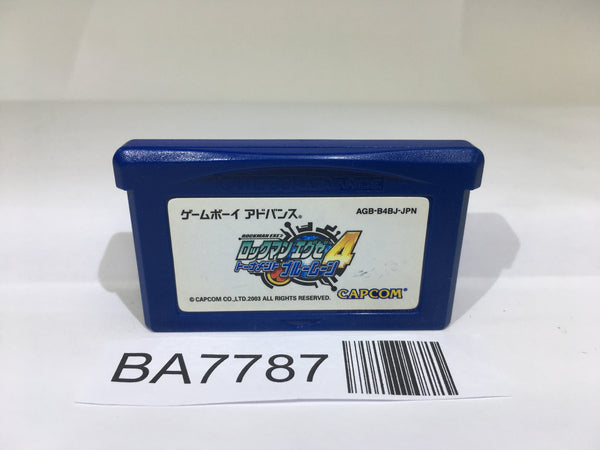 ゲームボーイ アドバンス®
AGB-B4BJ-JPN
ROCKMAN EXE4
ロックマンエグゼ4
トーナメント ブルームーン
© CAPCOM CO.,LTD.2003 ALL RIGHTS RESERVED.
CAPCOM
BA7787